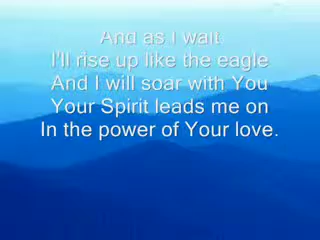 And as I wait
I'll rise up like the eagle
And I will soar with You
Your Spirit leads me on
In the power of Your love.